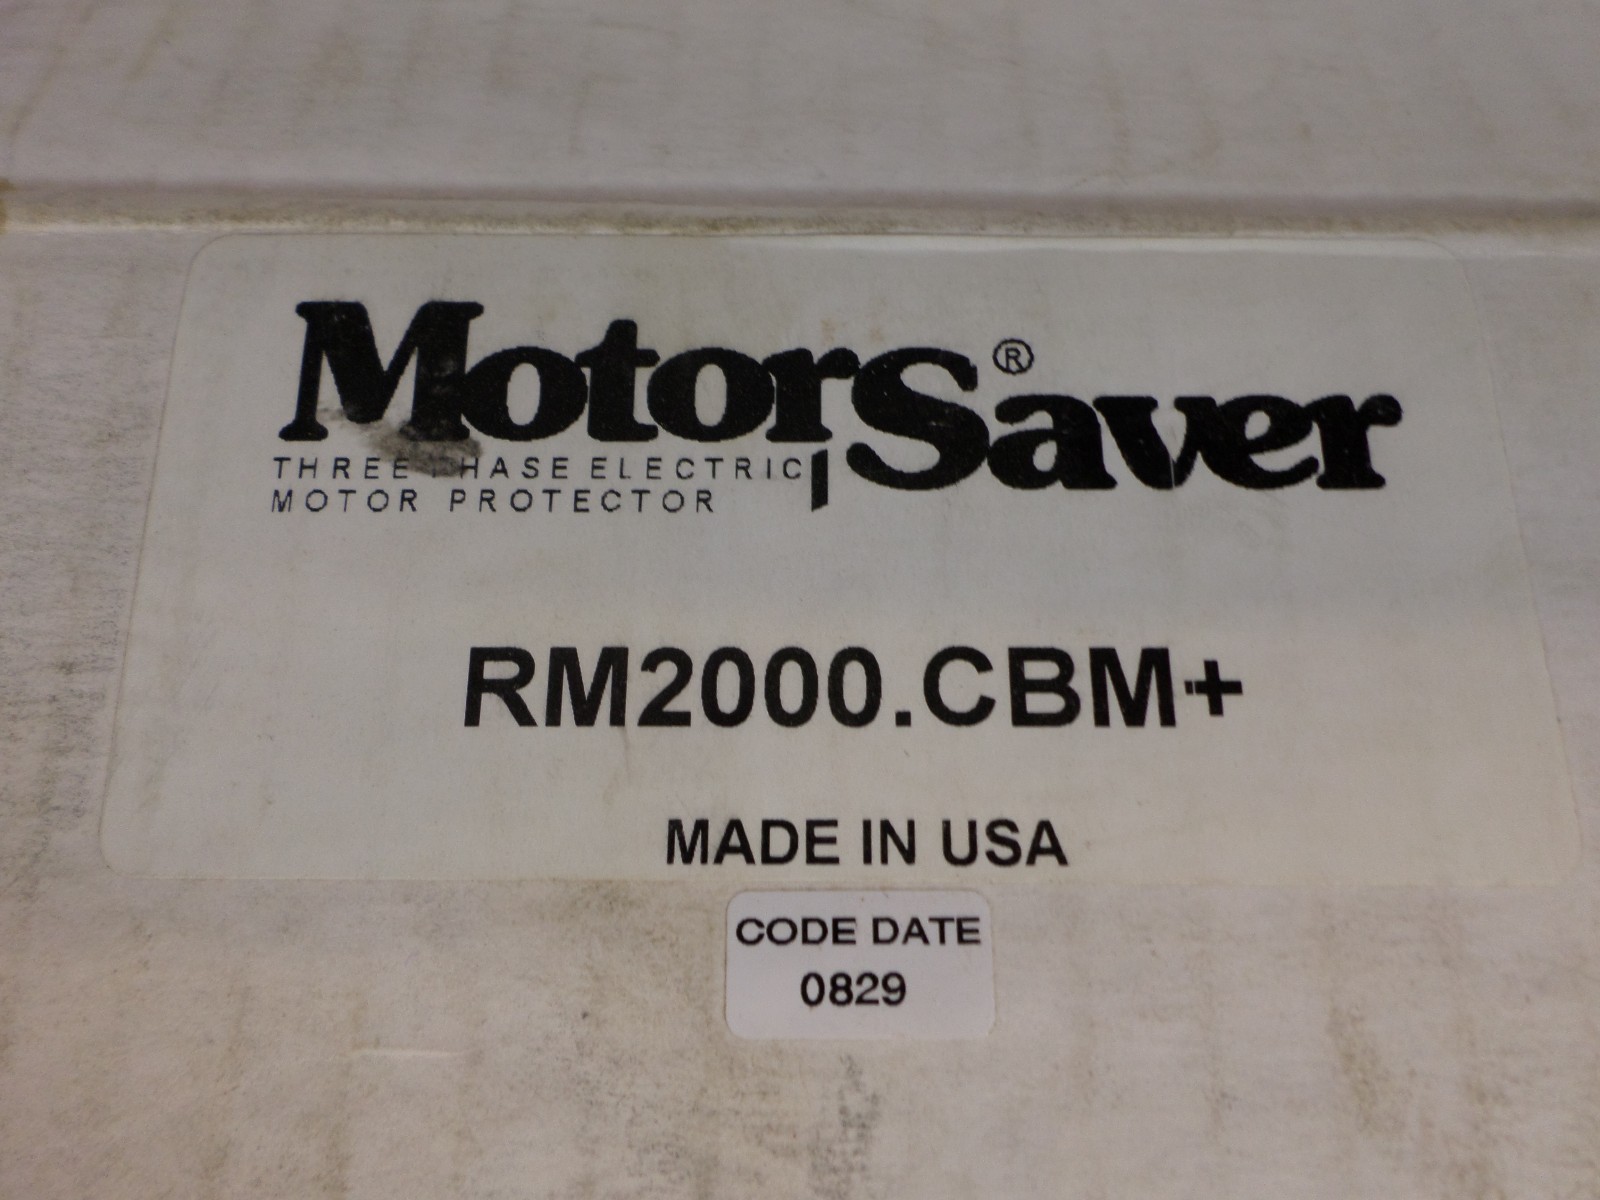 MotorSaver®
THREE PHASE ELECTRIC
MOTOR PROTECTOR
RM2000.CBM+
MADE IN USA
CODE DATE
0829